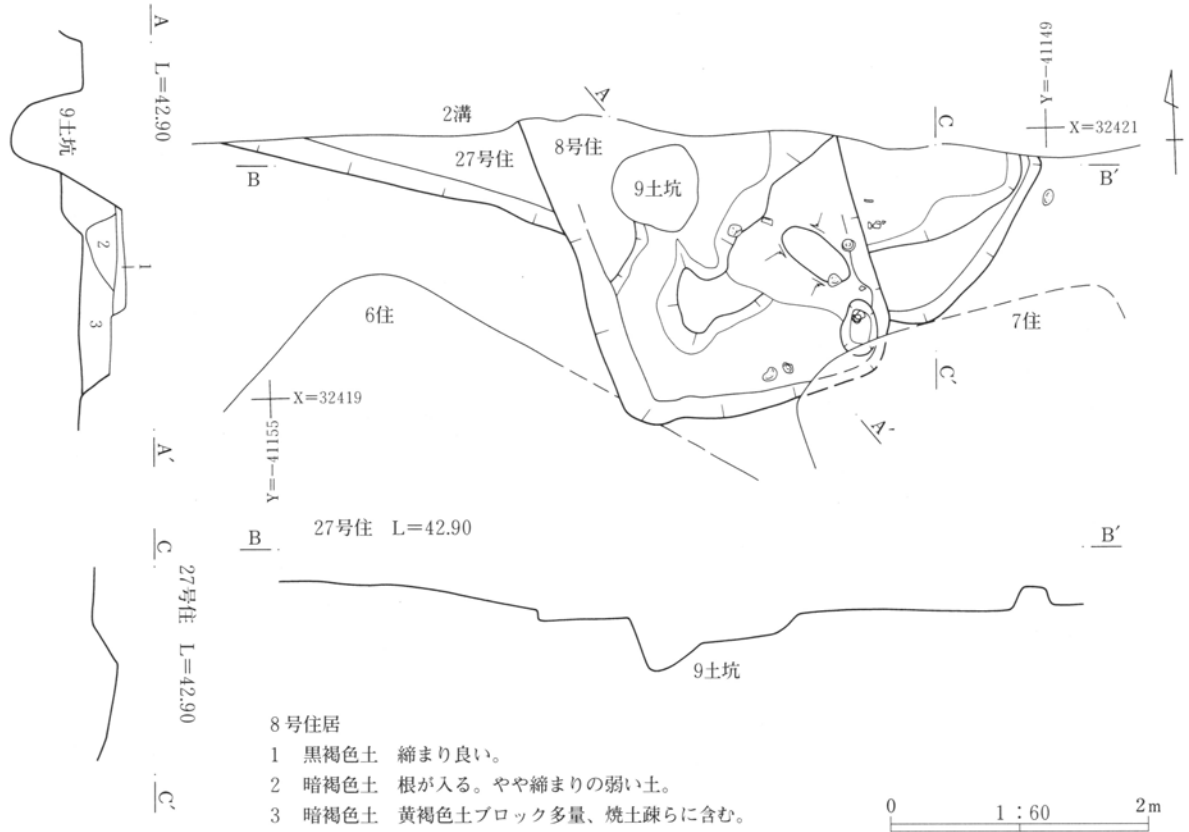 A L=42.90
9土坑
2
1
3
A´
2溝
A
27号住
8号住
9土坑
C
Y=-41149
X=32421
B
B′
6住
7住
C´
A´
X=32419
Y=-41155
27号住 L=42.90
B
B′
9土坑
C
27号住 L=42.90
C´
8号住居
1 黒褐色土 締まり良い。
2 暗褐色土 根が入る。やや締まりの弱い土。
3 暗褐色土 黄褐色土ブロック多量、焼土疎らに含む。
0 1:60 2m